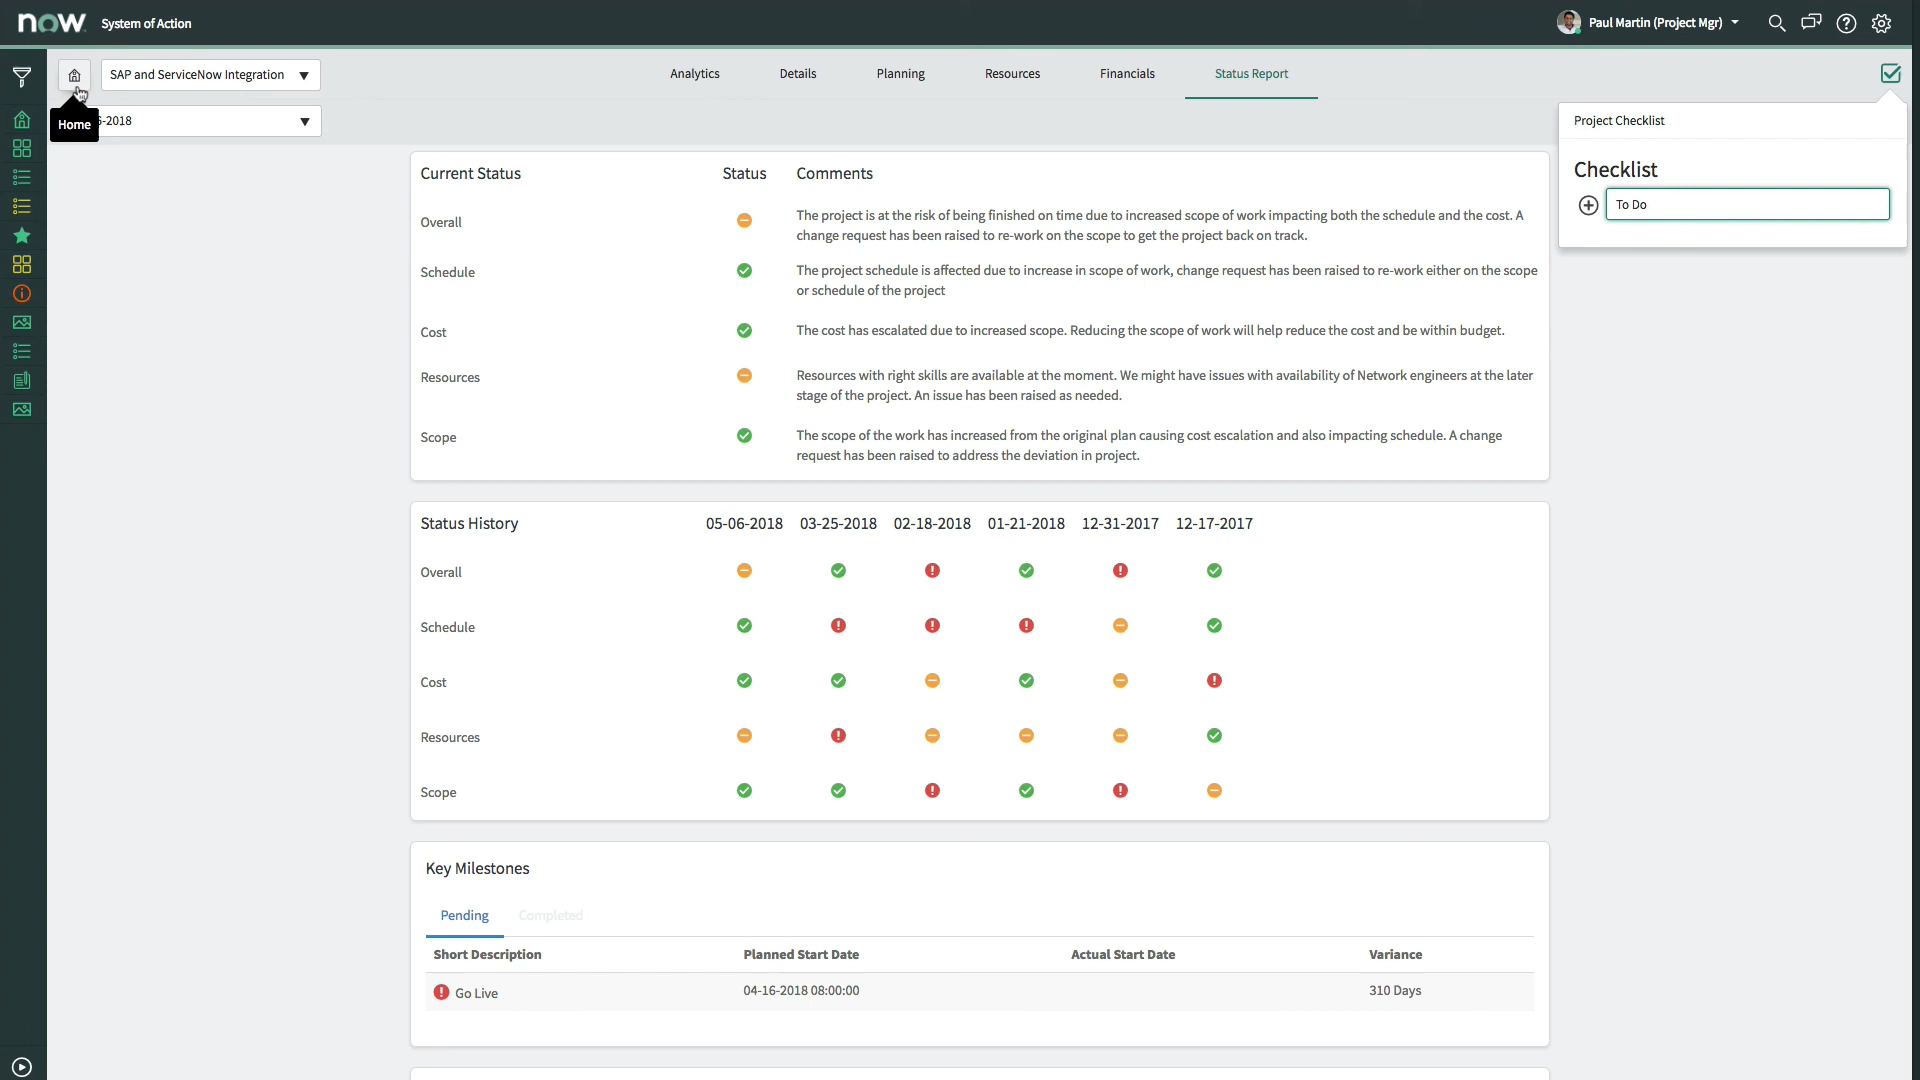 now System of Action
Paul Martin (Project Mgr)
SAP and ServiceNow Integration
Analytics
Details
Planning
Resources
Financials
Status Report
Home
-2018
Project Checklist
Checklist
To Do
Current Status Status Comments
Overall
The project is at the risk of being finished on time due to increased scope of work impacting both the schedule and the cost. A
change request has been raised to re-work on the scope to get the project back on track.
Schedule
The project schedule is affected due to increase in scope of work, change request has been raised to re-work either on the scope
or schedule of the project
Cost
The cost has escalated due to increased scope. Reducing the scope of work will help reduce the cost and be within budget.
Resources
Resources with right skills are available at the moment. We might have issues with availability of Network engineers at the later
stage of the project. An issue has been raised as needed.
Scope
The scope of the work has increased from the original plan causing cost escalation and also impacting schedule. A change
request has been raised to address the deviation in project.
Status History 05-06-2018 03-25-2018 02-18-2018 01-21-2018 12-31-2017 12-17-2017
Overall
Schedule
Cost
Resources
Scope
Key Milestones
Pending Completed
Short Description Planned Start Date Actual Start Date Variance
Go Live 04-16-2018 08:00:00 310 Days